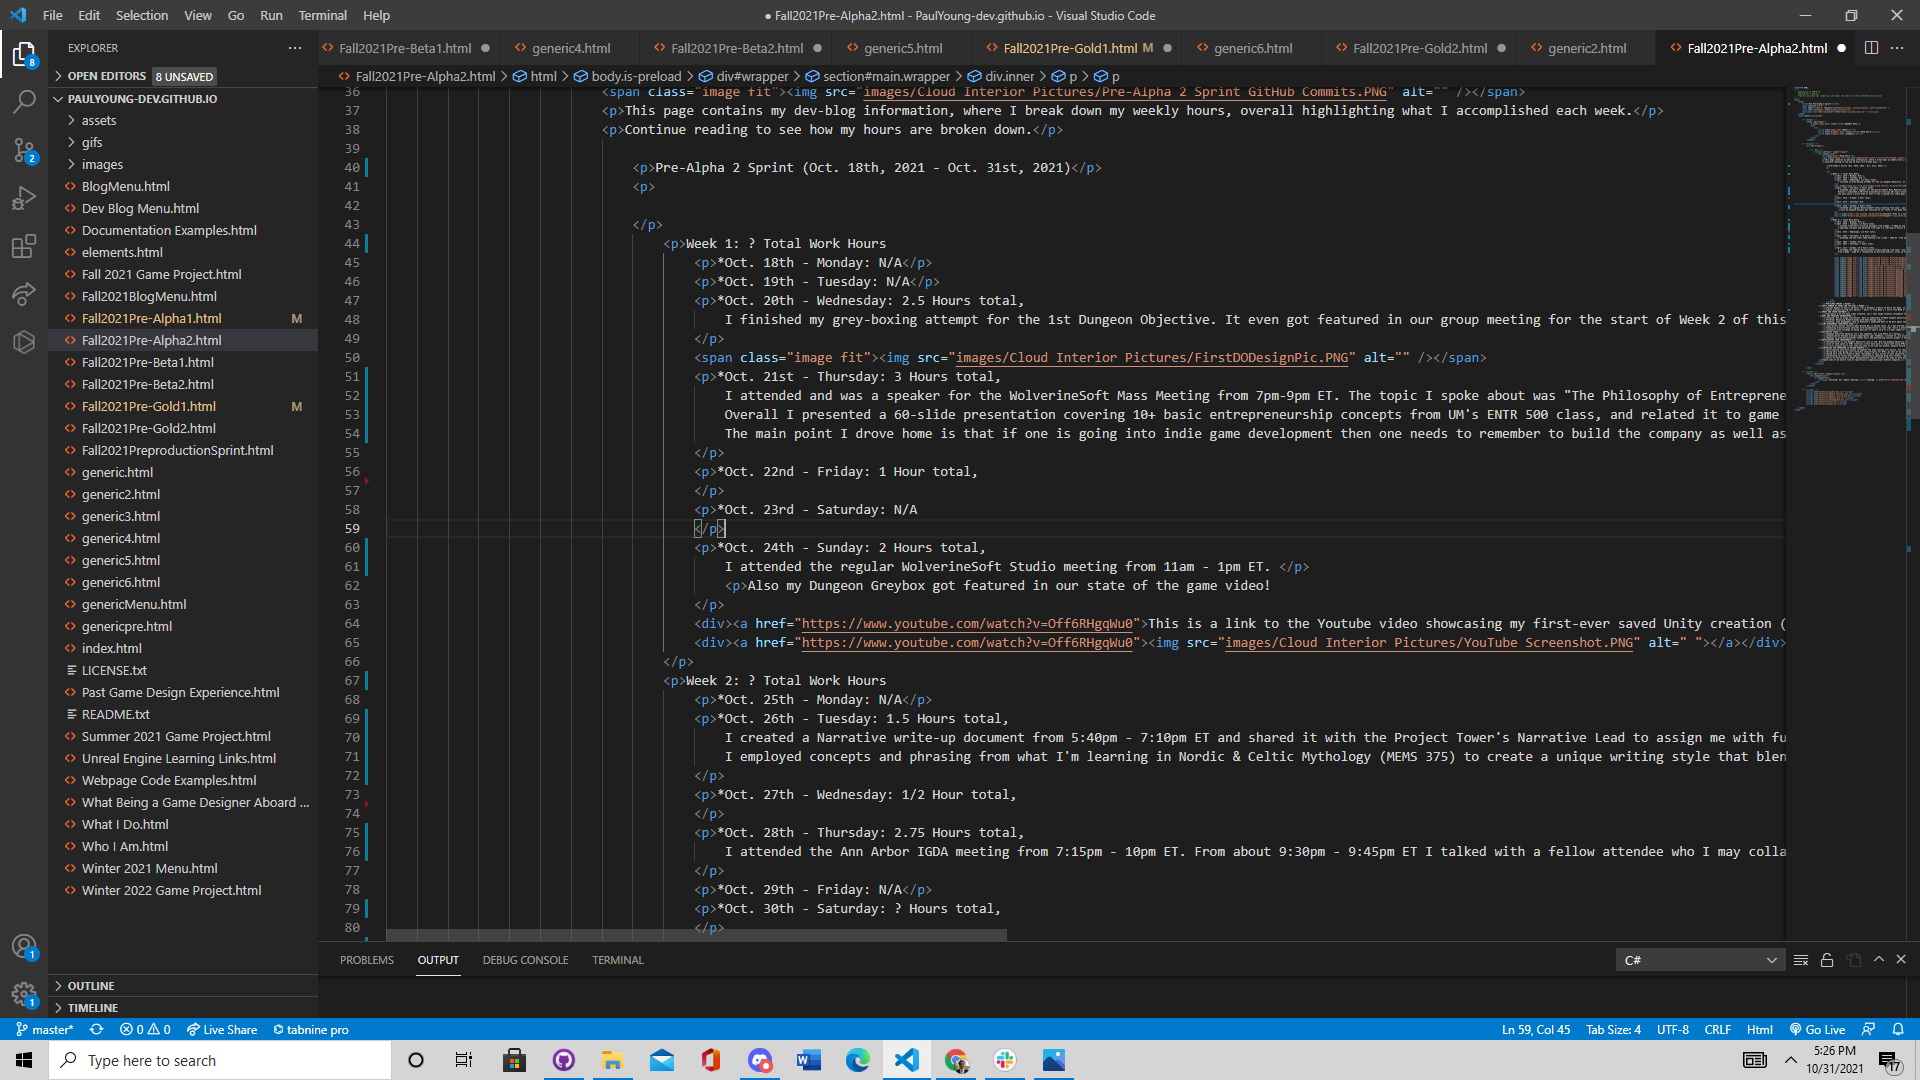 File Edit Selection View Go Run Terminal Help
● Fall2021Pre-Alpha2.html - PaulYoung-dev.github.io - Visual Studio Code
EXPLORER
Fall2021Pre-Beta1.html
generic4.html
Fall2021Pre-Beta2.html
generic5.html
Fall2021Pre-Gold1.html M
generic6.html
Fall2021Pre-Gold2.html
generic2.html
Fall2021Pre-Alpha2.html
OPEN EDITORS 8 UNSAVED
PAULYOUNG-DEV.GITHUB.IO
assets
gifs
images
BlogMenu.html
Dev Blog Menu.html
Documentation Examples.html
elements.html
Fall 2021 Game Project.html
Fall2021BlogMenu.html
Fall2021Pre-Alpha1.html M
Fall2021Pre-Alpha2.html
Fall2021Pre-Beta1.html
Fall2021Pre-Beta2.html
Fall2021Pre-Gold1.html M
Fall2021Pre-Gold2.html
Fall2021PreproductionSprint.html
generic.html
generic2.html
generic3.html
generic4.html
generic5.html
generic6.html
genericMenu.html
genericpre.html
index.html
LICENSE.txt
Past Game Design Experience.html
README.txt
Summer 2021 Game Project.html
Unreal Engine Learning Links.html
Webpage Code Examples.html
What Being a Game Designer Aboard ...
What I Do.html
Who I Am.html
Winter 2021 Menu.html
Winter 2022 Game Project.html
OUTLINE
TIMELINE
8
2
1
1
Fall2021Pre-Alpha2.html > html > body.is-preload > div#wrapper > section#main.wrapper > div.inner > p > p
36 <span class="image fit"><img src="images/Cloud Interior Pictures/Pre-Alpha 2 Sprint GitHub Commits.PNG" alt="" /></span>
37 <p>This page contains my dev-blog information, where I break down my weekly hours, overall highlighting what I accomplished each week.</p>
38 <p>Continue reading to see how my hours are broken down.</p>
39
40 <p>Pre-Alpha 2 Sprint (Oct. 18th, 2021 - Oct. 31st, 2021)</p>
41 <p>
42
43 </p>
44 <p>Week 1: ? Total Work Hours
45 <p>*Oct. 18th - Monday: N/A</p>
46 <p>*Oct. 19th - Tuesday: N/A</p>
47 <p>*Oct. 20th - Wednesday: 2.5 Hours total,
48 I finished my grey-boxing attempt for the 1st Dungeon Objective. It even got featured in our group meeting for the start of Week 2 of this
49 </p>
50 <span class="image fit"><img src="images/Cloud Interior Pictures/FirstDODesignPic.PNG" alt="" /></span>
51 <p>*Oct. 21st - Thursday: 3 Hours total,
52 I attended and was a speaker for the WolverineSoft Mass Meeting from 7pm-9pm ET. The topic I spoke about was "The Philosophy of Entreprene
53 Overall I presented a 60-slide presentation covering 10+ basic entrepreneurship concepts from UM's ENTR 500 class, and related it to game
54 The main point I drove home is that if one is going into indie game development then one needs to remember to build the company as well as
55 </p>
56 <p>*Oct. 22nd - Friday: 1 Hour total,
57 </p>
58 <p>*Oct. 23rd - Saturday: N/A
59 </p>
60 <p>*Oct. 24th - Sunday: 2 Hours total,
61 I attended the regular WolverineSoft Studio meeting from 11am - 1pm ET. </p>
62 <p>Also my Dungeon Greybox got featured in our state of the game video!
63 </p>
64 <div><a href="https://www.youtube.com/watch?v=Off6RHgqWu0">This is a link to the Youtube video showcasing my first-ever saved Unity creation (
65 <div><a href="https://www.youtube.com/watch?v=Off6RHgqWu0"><img src="images/Cloud Interior Pictures/YouTube Screenshot.PNG" alt=" "></a></div>
66 </p>
67 <p>Week 2: ? Total Work Hours
68 <p>*Oct. 25th - Monday: N/A</p>
69 <p>*Oct. 26th - Tuesday: 1.5 Hours total,
70 I created a Narrative write-up document from 5:40pm - 7:10pm ET and shared it with the Project Tower's Narrative Lead to assign me with fu
71 I employed concepts and phrasing from what I'm learning in Nordic & Celtic Mythology (MEMS 375) to create a unique writing style that blen
72 </p>
73 <p>*Oct. 27th - Wednesday: 1/2 Hour total,
74 </p>
75 <p>*Oct. 28th - Thursday: 2.75 Hours total,
76 I attended the Ann Arbor IGDA meeting from 7:15pm - 10pm ET. From about 9:30pm - 9:45pm ET I talked with a fellow attendee who I may colla
77 </p>
78 <p>*Oct. 29th - Friday: N/A</p>
79 <p>*Oct. 30th - Saturday: ? Hours total,
80 </p>
PROBLEMS OUTPUT DEBUG CONSOLE TERMINAL
C#
master* 0 0 Live Share tabnine pro
Ln 59, Col 45 Tab Size: 4 UTF-8 CRLF Html Go Live
Type here to search
5:26 PM
10/31/2021
17